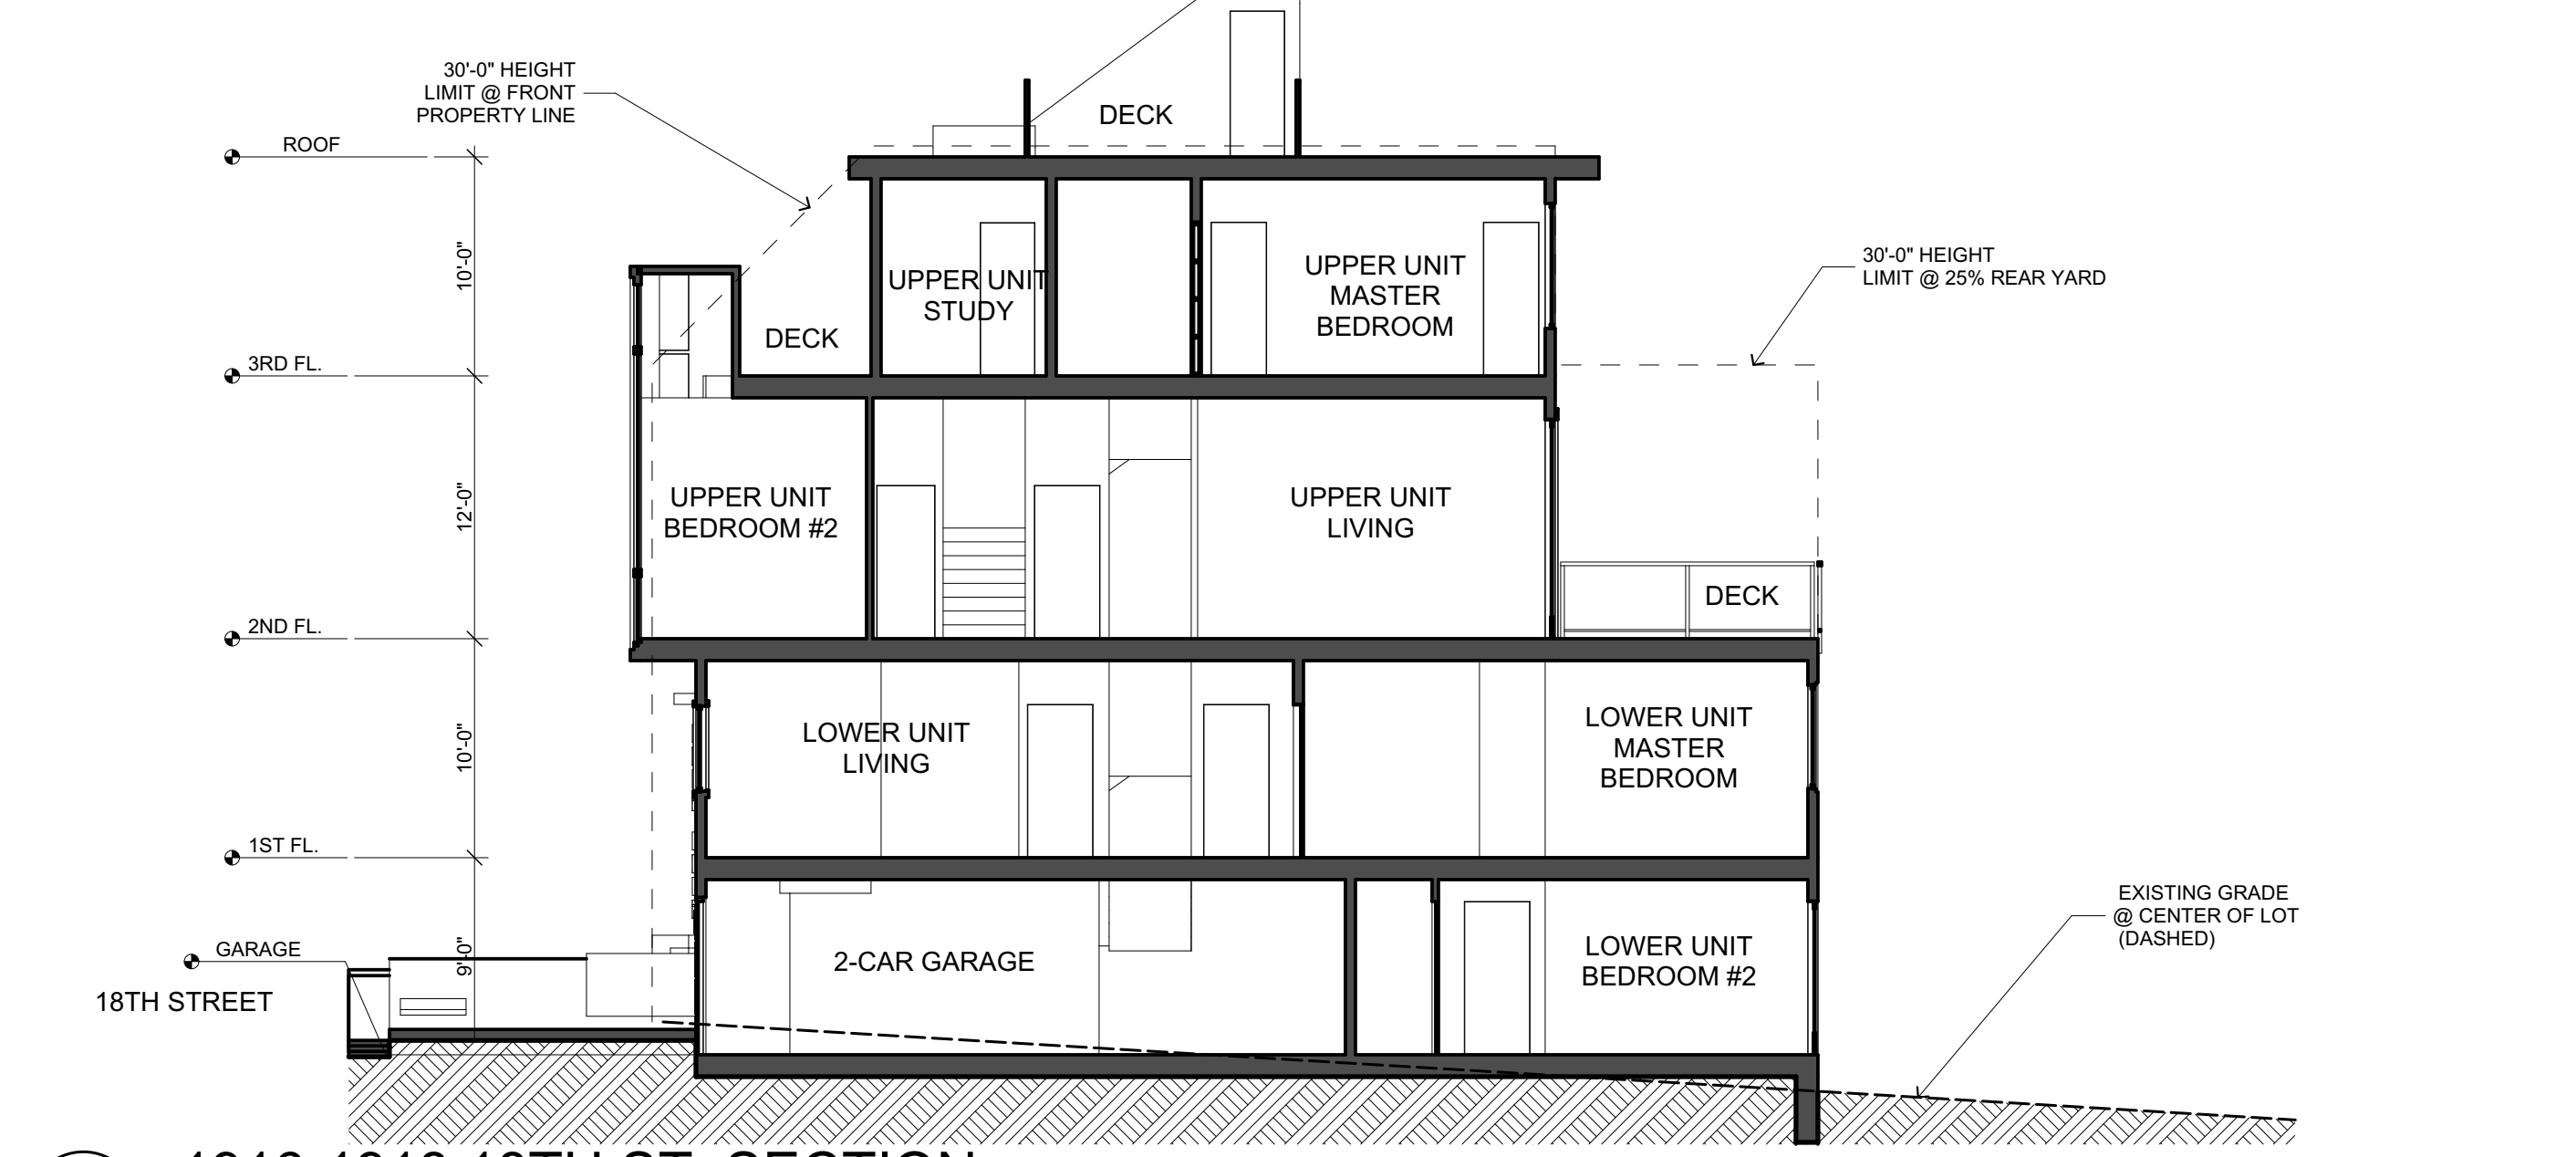 30'-0" HEIGHT
LIMIT @ FRONT
PROPERTY LINE
DECK
ROOF
10'-0"
UPPER UNIT
STUDY
UPPER UNIT
MASTER
BEDROOM
30'-0" HEIGHT
LIMIT @ 25% REAR YARD
DECK
3RD FL.
12'-0"
UPPER UNIT
BEDROOM #2
UPPER UNIT
LIVING
DECK
2ND FL.
10'-0"
LOWER UNIT
LIVING
LOWER UNIT
MASTER
BEDROOM
1ST FL.
EXISTING GRADE
@ CENTER OF LOT
(DASHED)
GARAGE
9'-0"
2-CAR GARAGE
LOWER UNIT
BEDROOM #2
18TH STREET
SECTION